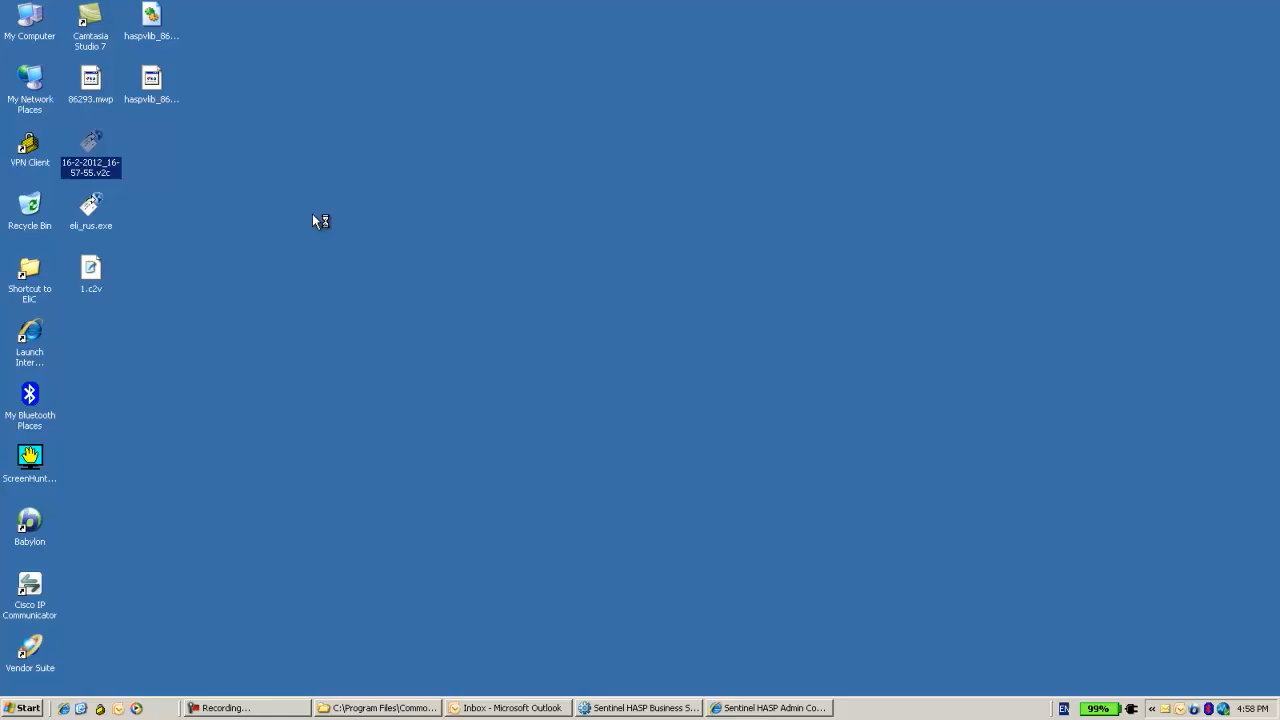 My Computer
Camtasia
Studio 7
haspvlib_86...
My Network
Places
86293.mwp
haspvlib_86...
VPN Client
16-2-2012_16-
57-55.v2c
Recycle Bin
eli_rus.exe
Shortcut to
EliC
1.c2v
Launch
Inter...
My Bluetooth
Places
ScreenHunt...
Babylon
Cisco IP
Communicator
Vendor Suite
Start
Recording...
C:\Program Files\Commo...
Inbox - Microsoft Outlook
Sentinel HASP Business S...
Sentinel HASP Admin Co...
EN
99%
4:58 PM